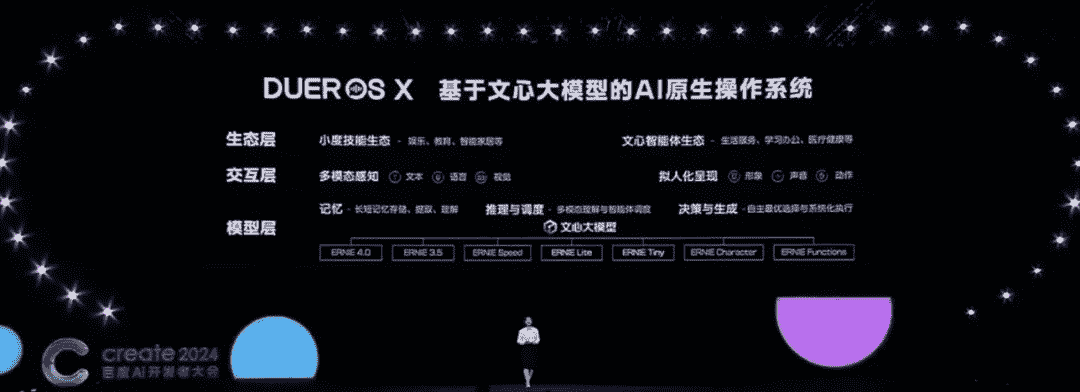 DUEROS X 基于文心大模型的AI原生操作系统
生态层 小度技能生态 - 娱乐、教育、智能家居等 文心智能体生态 - 生活服务、学习办公、医疗健康等
交互层 多模态感知 文本 语言 视觉 拟人化呈现 形象 声音 动作
记忆 - 长短记忆存储、提取、理解 推理与调度 - 多模态理解与智能体调度 决策与生成 - 自主最优选择与系统化执行
模型层 文心大模型
ERNIE 4.0 ERNIE 3.5 ERNIE Speed ERNIE Lite ERNIE Tiny ERNIE Character ERNIE Functions
create 2024
百度AI开发者大会